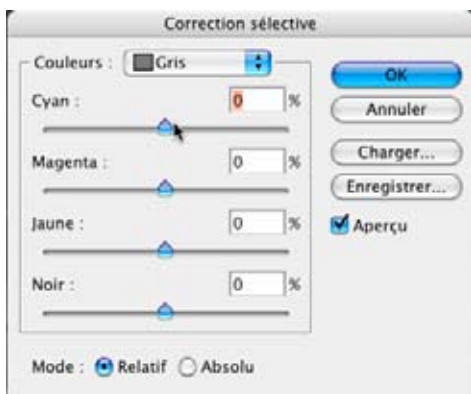 Correction sélective
Couleurs : Gris
Cyan : 0 %
Magenta : 0 %
Jaune : 0 %
Noir : 0 %
Mode : Relatif Absolu
OK
Annuler
Charger...
Enregistrer...
Aperçu